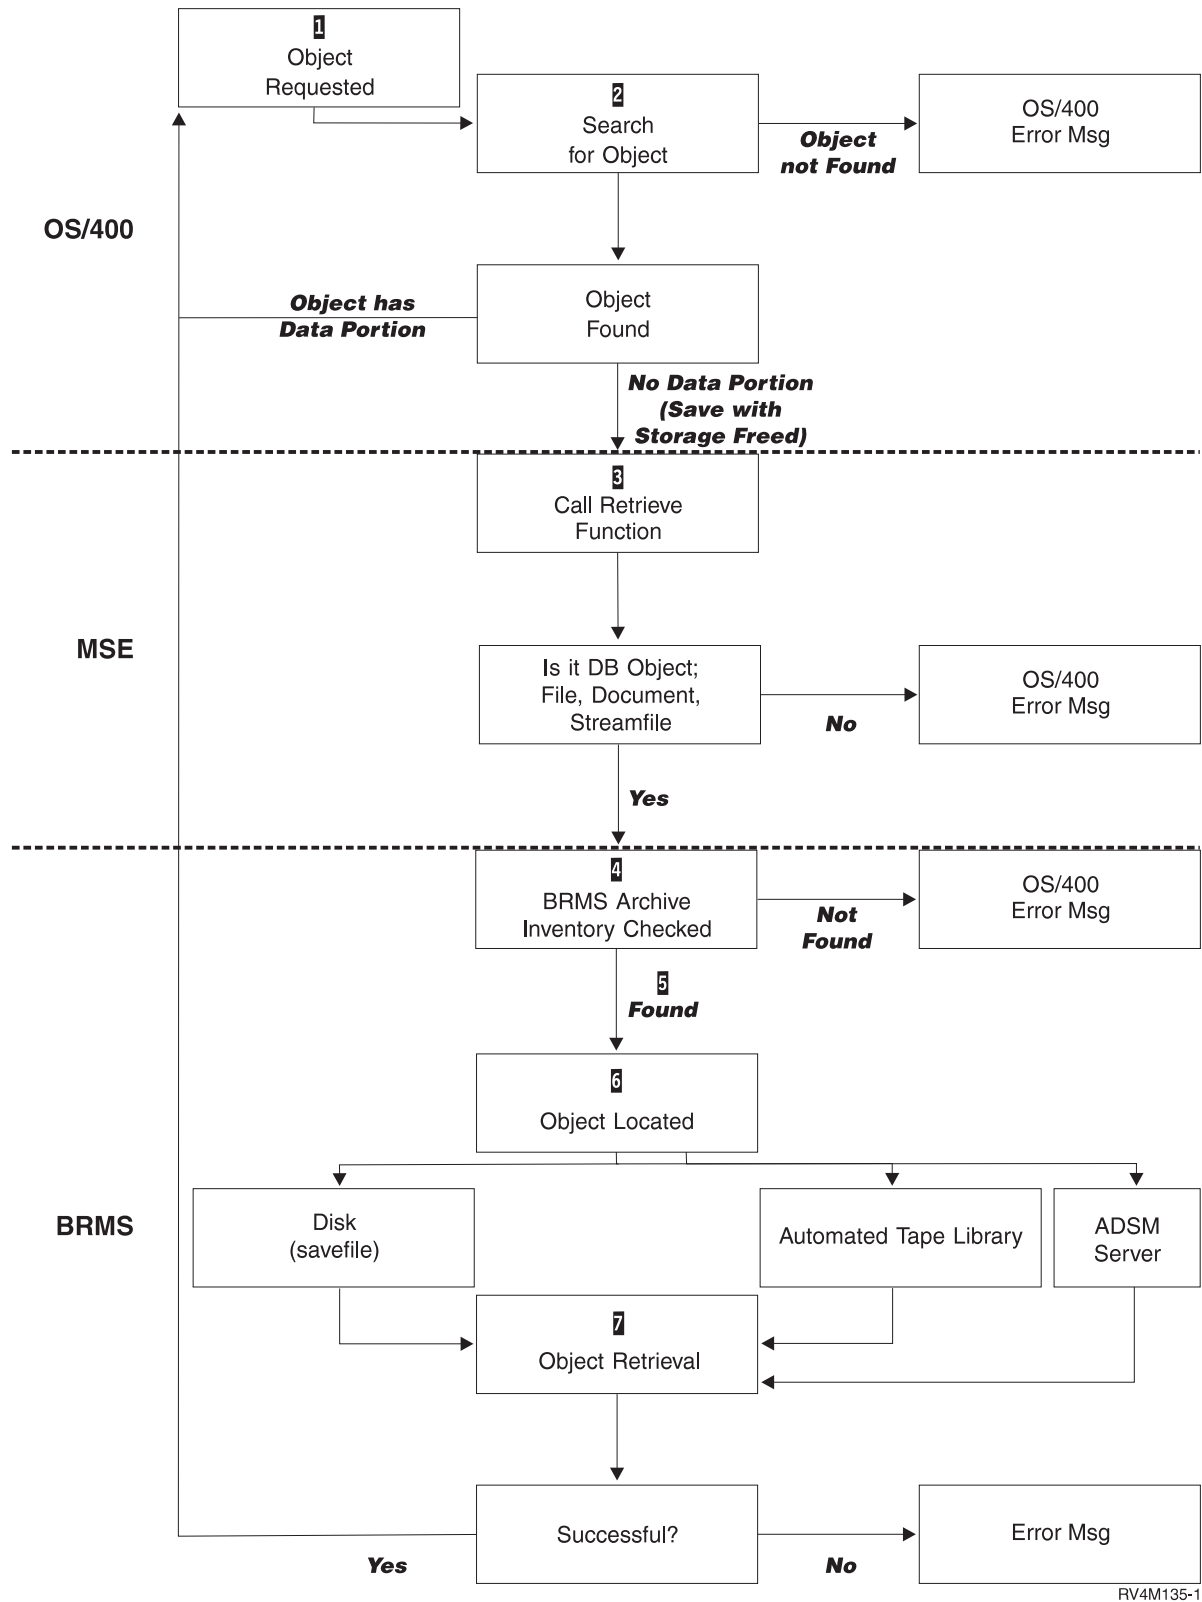 1
Object
Requested
2
Search
for Object
Object
not Found
OS/400
Error Msg
OS/400
Object has
Data Portion
Object
Found
No Data Portion
(Save with
Storage Freed)
3
Call Retrieve
Function
MSE
Is it DB Object;
File, Document,
Streamfile
No
OS/400
Error Msg
Yes
4
BRMS Archive
Inventory Checked
Not
Found
OS/400
Error Msg
5
Found
6
Object Located
BRMS
Disk
(savefile)
Automated Tape Library
ADSM
Server
7
Object Retrieval
Successful?
Yes
No
Error Msg
RV4M135-1